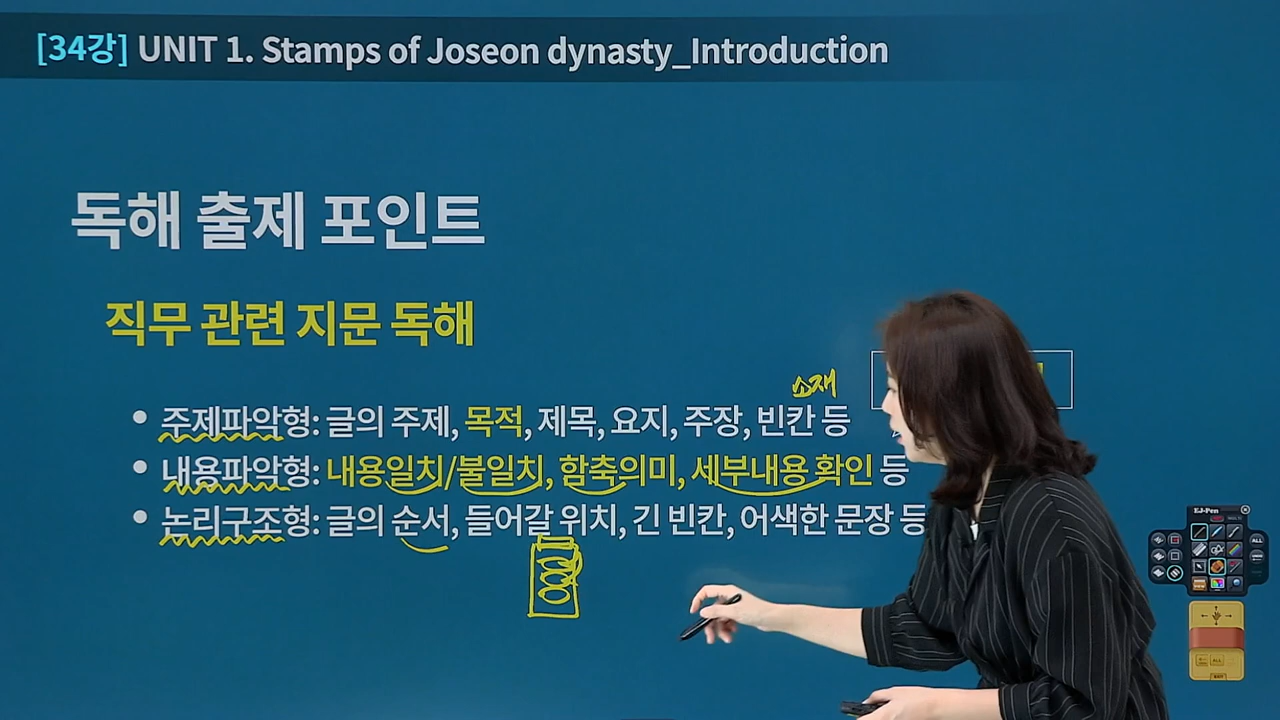 [34강] UNIT 1. Stamps of Joseon dynasty_Introduction
독해 출제 포인트
직무 관련 지문 독해
소재
• 주제파악형: 글의 주제, 목적, 제목, 요지, 주장, 빈칸 등
• 내용파악형: 내용일치/불일치, 함축의미, 세부내용 확인 등
• 논리구조형: 글의 순서, 들어갈 위치, 긴 빈칸, 어색한 문장 등
EJ-Pen
ALL
ALL